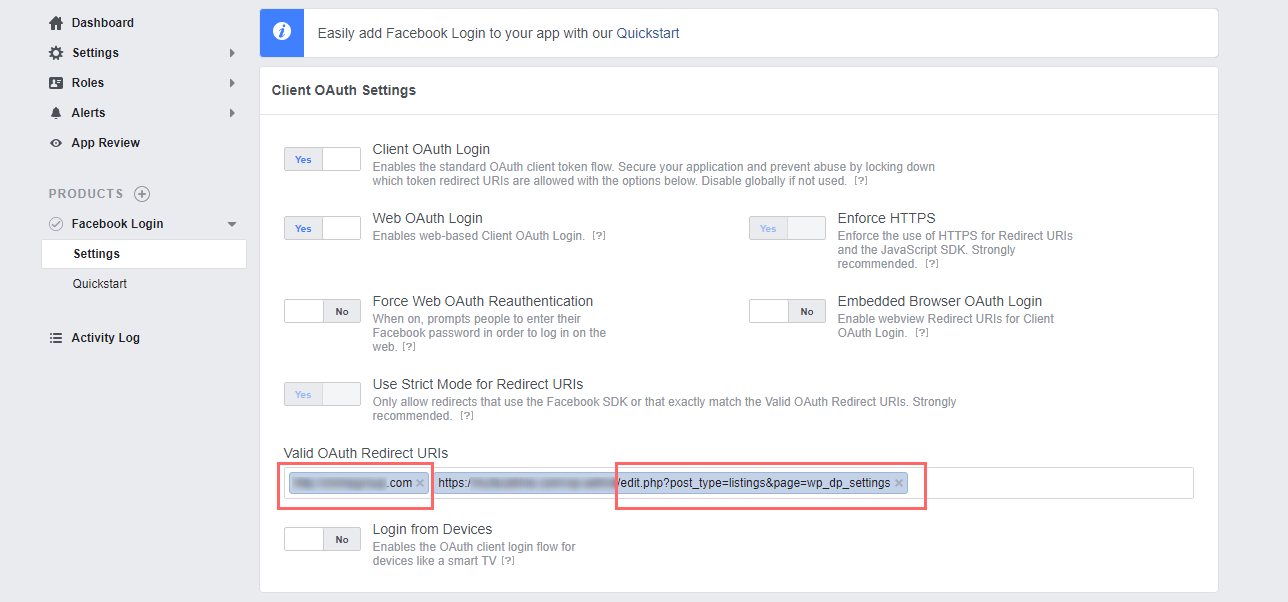 Dashboard
Settings
Roles
Alerts
App Review
PRODUCTS
Facebook Login
Settings
Quickstart
Activity Log
Easily add Facebook Login to your app with our Quickstart
Client OAuth Settings
Yes
Client OAuth Login
Enables the standard OAuth client token flow. Secure your application and prevent abuse by locking down
which token redirect URIs are allowed with the options below. Disable globally if not used. [?]
Yes
Web OAuth Login
Enables web-based Client OAuth Login. [?]
Yes
Enforce HTTPS
Enforce the use of HTTPS for Redirect URIs
and the JavaScript SDK. Strongly
recommended. [?]
No
Force Web OAuth Reauthentication
When on, prompts people to enter their
Facebook password in order to log in on the
web. [?]
No
Embedded Browser OAuth Login
Enable webview Redirect URIs for Client
OAuth Login. [?]
Yes
Use Strict Mode for Redirect URIs
Only allow redirects that use the Facebook SDK or that exactly match the Valid OAuth Redirect URIs. Strongly
recommended. [?]
Valid OAuth Redirect URIs
.com × https:/ /edit.php?post_type=listings&page=wp_dp_settings ×
No
Login from Devices
Enables the OAuth client login flow for
devices like a smart TV [?]